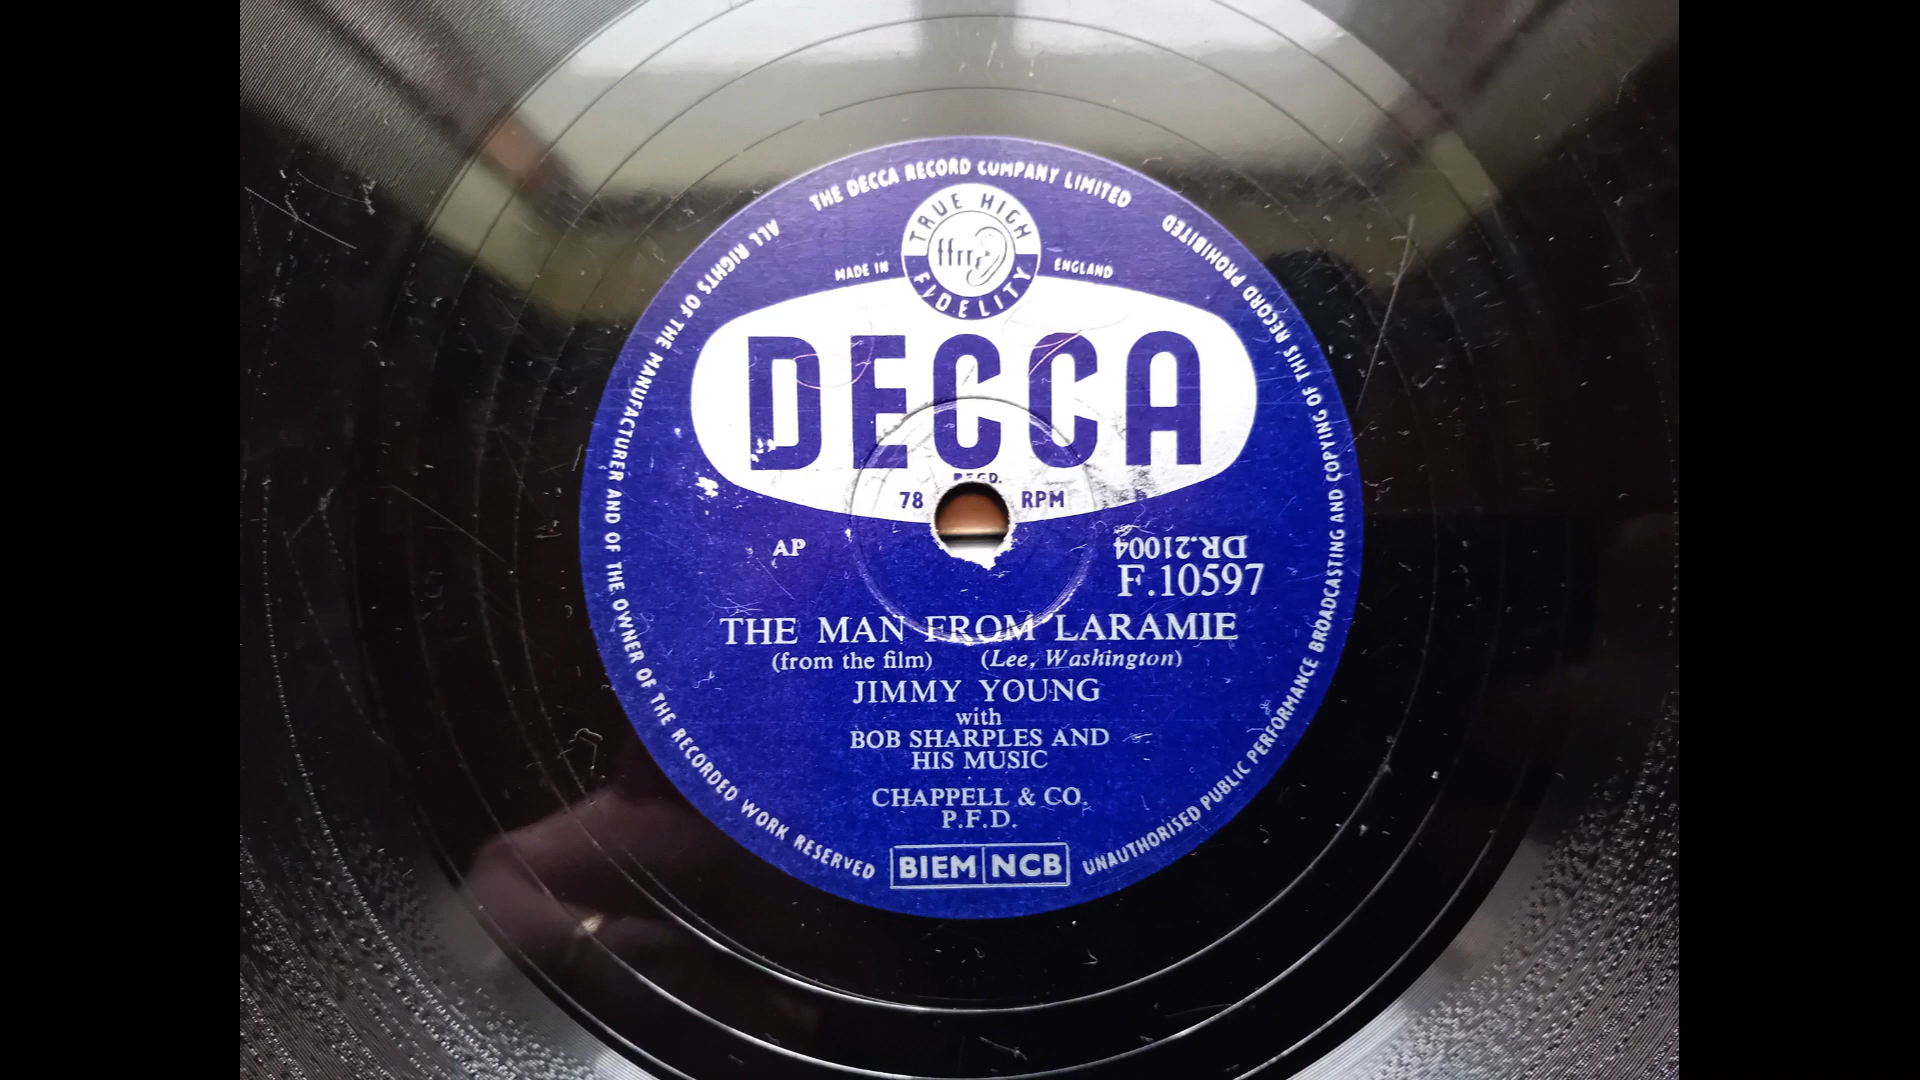 THE DECCA RECORD COMPANY LIMITED
ALL RIGHTS OF THE MANUFACTURER AND OF THE OWNER OF THE RECORDED WORK RESERVED
UNAUTHORISED PUBLIC PERFORMANCE BROADCASTING AND COPYING OF THIS RECORD PROHIBITED
TRUE HIGH
ffrr
FIDELITY
MADE IN ENGLAND
DECCA
REGD.
78 RPM
AP
DR.21004
F.10597
THE MAN FROM LARAMIE
(from the film) (Lee, Washington)
JIMMY YOUNG
with
BOB SHARPLES AND
HIS MUSIC
CHAPPELL & CO.
P.F.D.
BIEM NCB